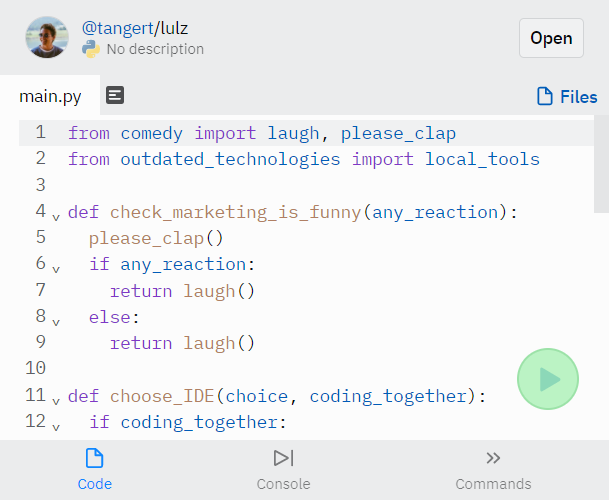 @tangert/lulz
No description
Open
main.py
Files
1 from comedy import laugh, please_clap
2 from outdated_technologies import local_tools
3
4 def check_marketing_is_funny(any_reaction):
5 please_clap()
6 if any_reaction:
7 return laugh()
8 else:
9 return laugh()
10
11 def choose_IDE(choice, coding_together):
12 if coding_together:
Code
Console
Commands